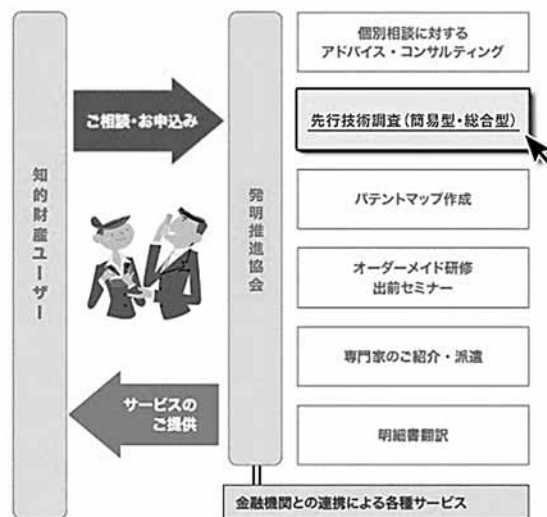 知的財産ユーザー
ご相談・お申込み
サービスの
ご提供
発明推進協会
個別相談に対する
アドバイス・コンサルティング
先行技術調査(簡易型・総合型)
パテントマップ作成
オーダーメイド研修
出前セミナー
専門家のご紹介・派遣
明細書翻訳
金融機関との連携による各種サービス